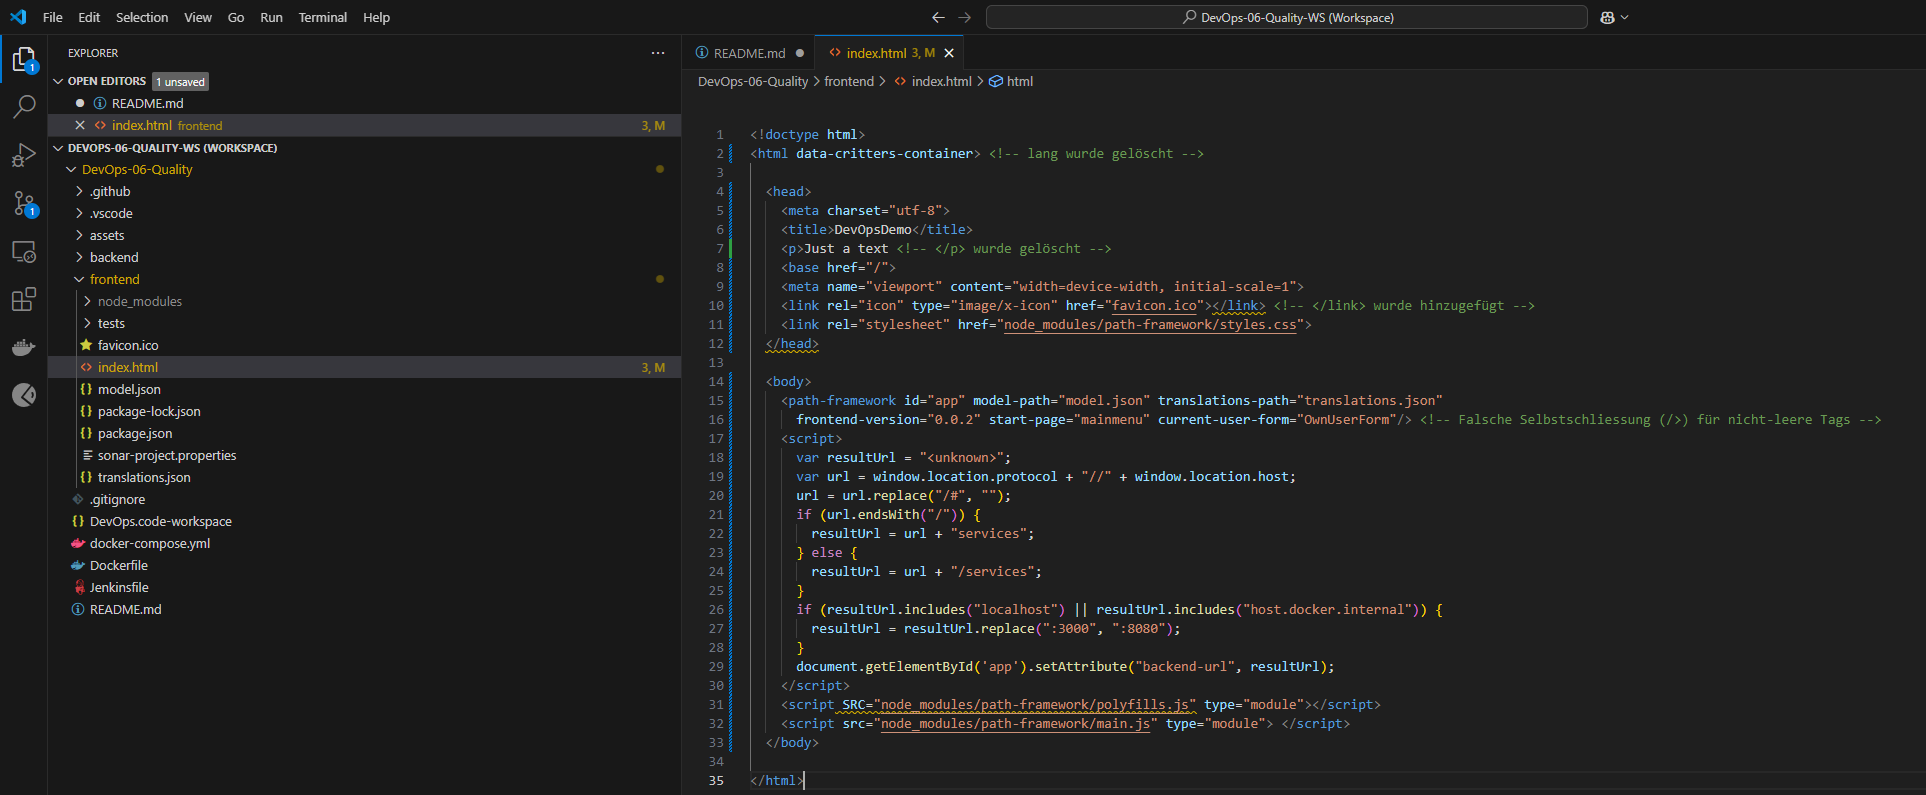 File Edit Selection View Go Run Terminal Help
DevOps-06-Quality-WS (Workspace)
EXPLORER
OPEN EDITORS 1 unsaved
README.md
index.html frontend 3, M
DEVOPS-06-QUALITY-WS (WORKSPACE)
DevOps-06-Quality
.github
.vscode
assets
backend
frontend
node_modules
tests
favicon.ico
index.html 3, M
model.json
package-lock.json
package.json
sonar-project.properties
translations.json
.gitignore
DevOps.code-workspace
docker-compose.yml
Dockerfile
Jenkinsfile
README.md
1
1
README.md index.html 3, M
DevOps-06-Quality > frontend > index.html > html
1 <!doctype html>
2 <html data-critters-container> <!-- lang wurde gelöscht -->
3
4 <head>
5 <meta charset="utf-8">
6 <title>DevOpsDemo</title>
7 <p>Just a text <!-- </p> wurde gelöscht -->
8 <base href="/">
9 <meta name="viewport" content="width=device-width, initial-scale=1">
10 <link rel="icon" type="image/x-icon" href="favicon.ico"></link> <!-- </link> wurde hinzugefügt -->
11 <link rel="stylesheet" href="node_modules/path-framework/styles.css">
12 </head>
13
14 <body>
15 <path-framework id="app" model-path="model.json" translations-path="translations.json"
16 frontend-version="0.0.2" start-page="mainmenu" current-user-form="OwnUserForm"/> <!-- Falsche Selbstschliessung (/>) für nicht-leere Tags -->
17 <script>
18 var resultUrl = "<unknown>";
19 var url = window.location.protocol + "//" + window.location.host;
20 url = url.replace("/#", "");
21 if (url.endsWith("/")) {
22 resultUrl = url + "services";
23 } else {
24 resultUrl = url + "/services";
25 }
26 if (resultUrl.includes("localhost") || resultUrl.includes("host.docker.internal")) {
27 resultUrl = resultUrl.replace(":3000", ":8080");
28 }
29 document.getElementById('app').setAttribute("backend-url", resultUrl);
30 </script>
31 <script SRC="node_modules/path-framework/polyfills.js" type="module"></script>
32 <script src="node_modules/path-framework/main.js" type="module"> </script>
33 </body>
34
35 </html>